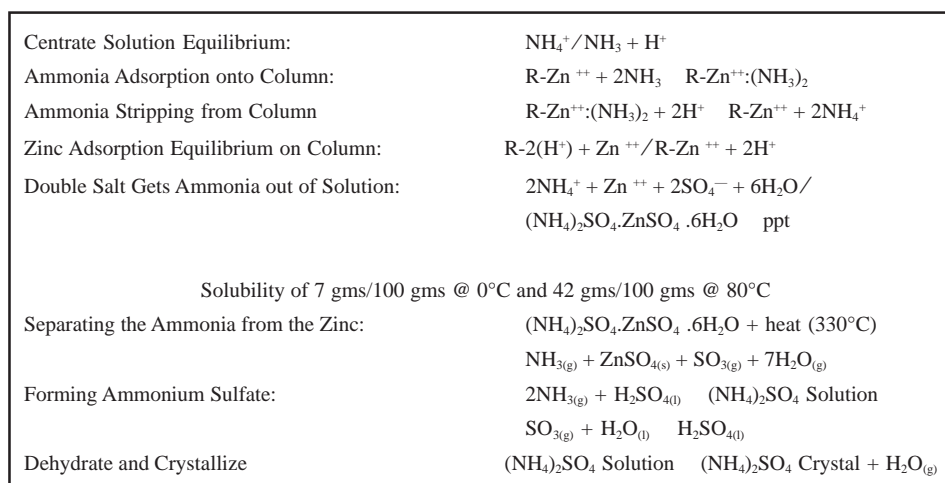 Centrate Solution Equilibrium: NH₄⁺/NH₃ + H⁺
Ammonia Adsorption onto Column: R-Zn ⁺⁺ + 2NH₃ R-Zn⁺⁺:(NH₃)₂
Ammonia Stripping from Column R-Zn⁺⁺:(NH₃)₂ + 2H⁺ R-Zn⁺⁺ + 2NH₄⁺
Zinc Adsorption Equilibrium on Column: R-2(H⁺) + Zn ⁺⁺/R-Zn ⁺⁺ + 2H⁺
Double Salt Gets Ammonia out of Solution: 2NH₄⁺ + Zn ⁺⁺ + 2SO₄⁻ + 6H₂O/
(NH₄)₂SO₄.ZnSO₄ .6H₂O ppt
Solubility of 7 gms/100 gms @ 0°C and 42 gms/100 gms @ 80°C
Separating the Ammonia from the Zinc: (NH₄)₂SO₄.ZnSO₄ .6H₂O + heat (330°C)
NH₃₍g₎ + ZnSO₄₍s₎ + SO₃₍g₎ + 7H₂O₍g₎
Forming Ammonium Sulfate: 2NH₃₍g₎ + H₂SO₄₍l₎ (NH₄)₂SO₄ Solution
SO₃₍g₎ + H₂O₍l₎ H₂SO₄₍l₎
Dehydrate and Crystallize (NH₄)₂SO₄ Solution (NH₄)₂SO₄ Crystal + H₂O₍g₎